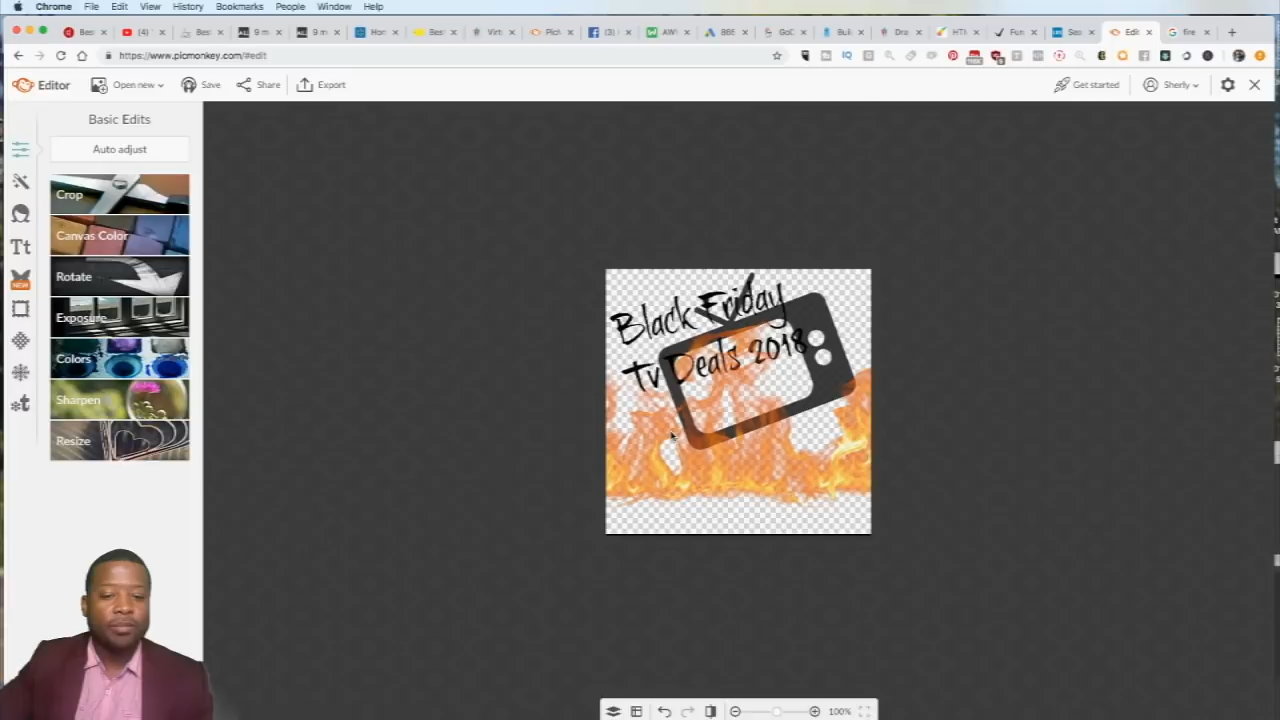 Chrome File Edit View History Bookmarks People Window Help
https://www.picmonkey.com/#edit
Editor Open new Save Share Export Get started Sherly
Basic Edits
Auto adjust
Crop
Canvas Color
Rotate
Exposure
Colors
Sharpen
Resize
Tt
NEW
Black Friday
Tv Deals 2018
100%